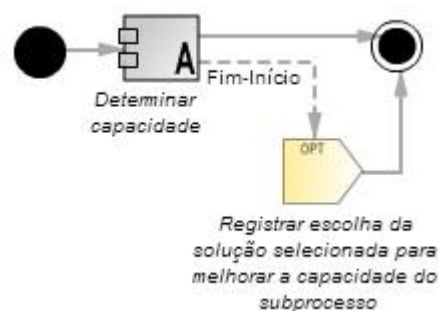 A
Fim-Início
Determinar
capacidade
OPT
Registrar escolha da
solução selecionada para
melhorar a capacidade do
subprocesso